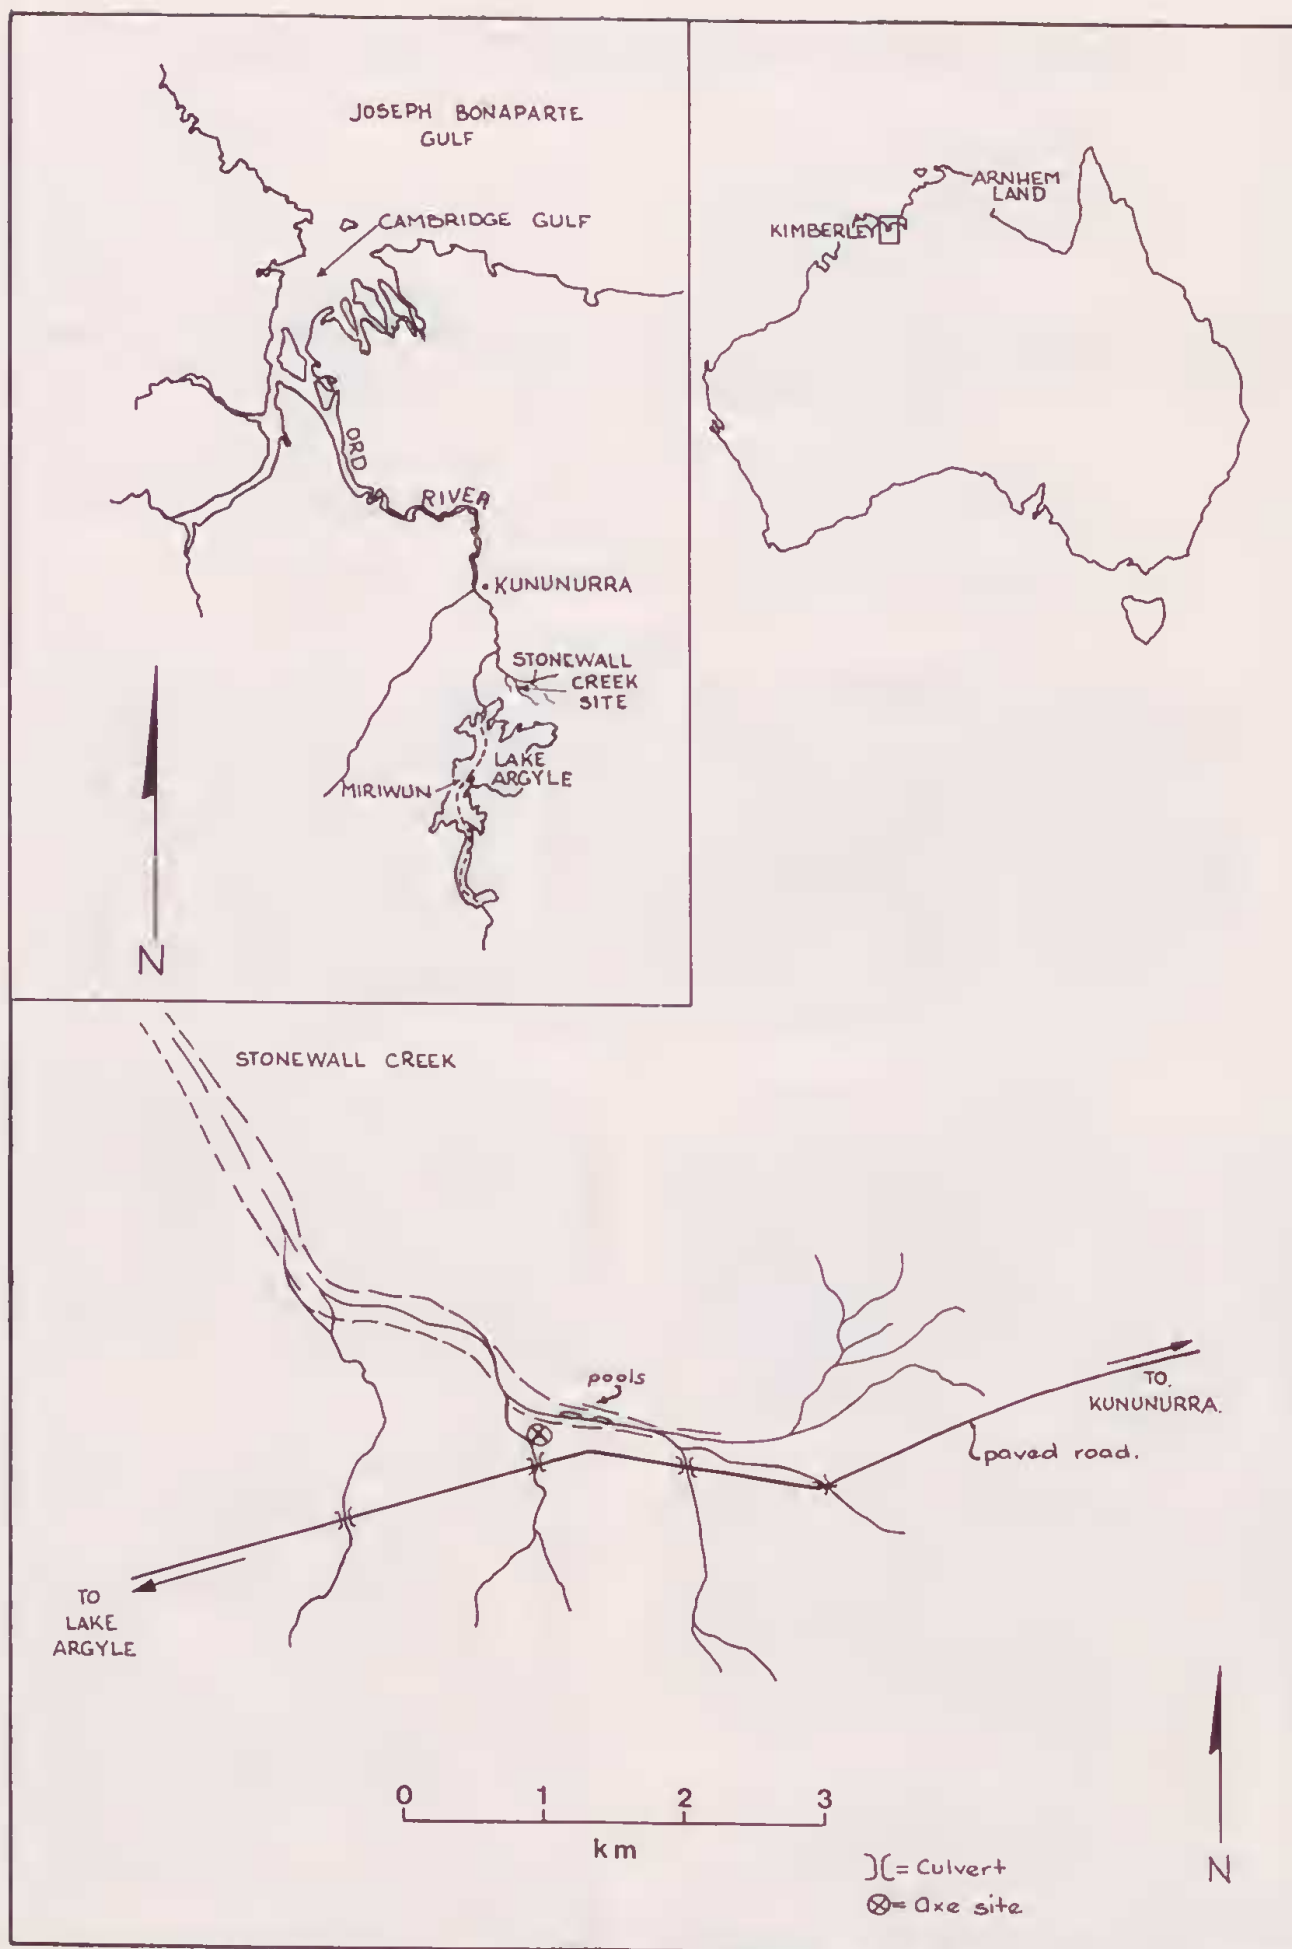 JOSEPH BONAPARTE
GULF
CAMBRIDGE GULF
ORD
RIVER
KUNUNURRA
STONEWALL
CREEK
SITE
LAKE
ARGYLE
MIRIWUN
N
ARNHEM
LAND
KIMBERLEY
STONEWALL CREEK
pools
TO.
KUNUNURRA.
paved road.
TO
LAKE
ARGYLE
0 1 2 3
km
N
)(= Culvert
⊗= axe site